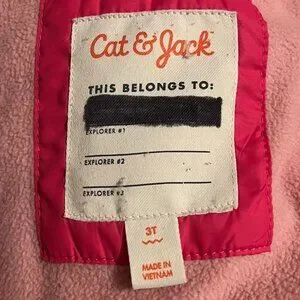 Cat & Jack
THIS BELONGS TO:
EXPLORER #1
EXPLORER #2
EXPLORER #3
3T
MADE IN
VIETNAM